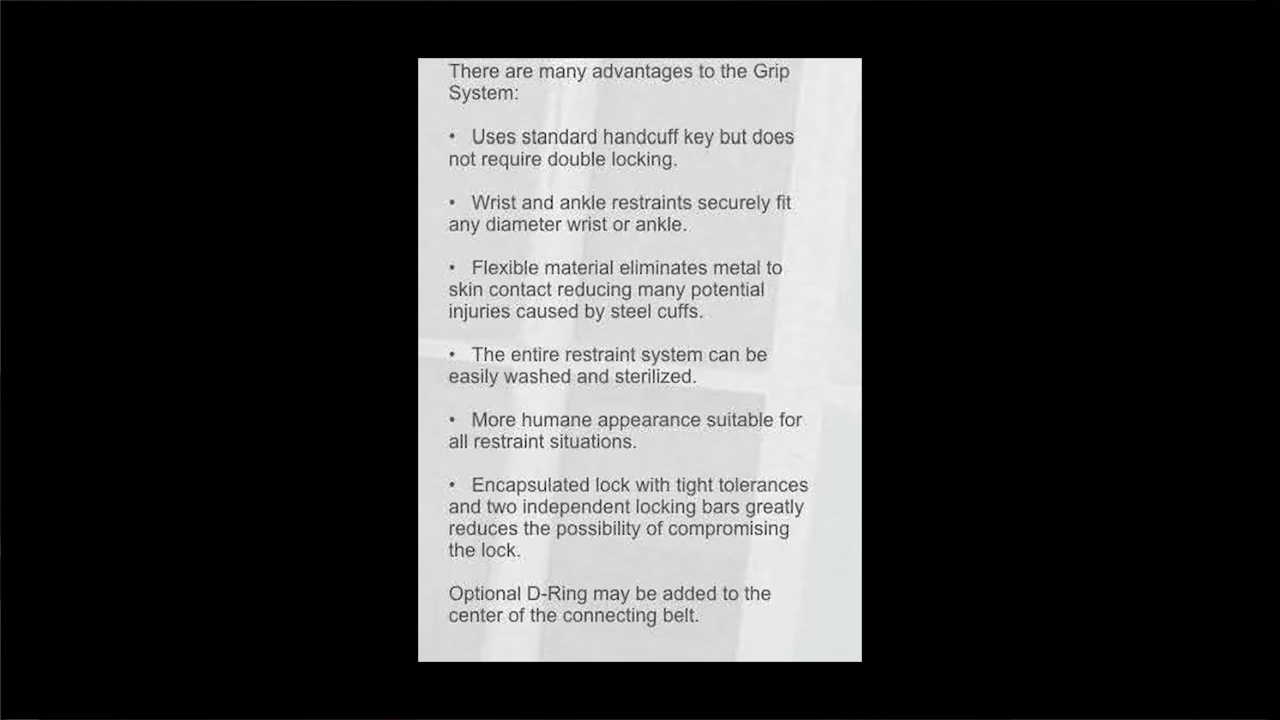 There are many advantages to the Grip
System:
• Uses standard handcuff key but does
not require double locking.
• Wrist and ankle restraints securely fit
any diameter wrist or ankle.
• Flexible material eliminates metal to
skin contact reducing many potential
injuries caused by steel cuffs.
• The entire restraint system can be
easily washed and sterilized.
• More humane appearance suitable for
all restraint situations.
• Encapsulated lock with tight tolerances
and two independent locking bars greatly
reduces the possibility of compromising
the lock.
Optional D-Ring may be added to the
center of the connecting belt.